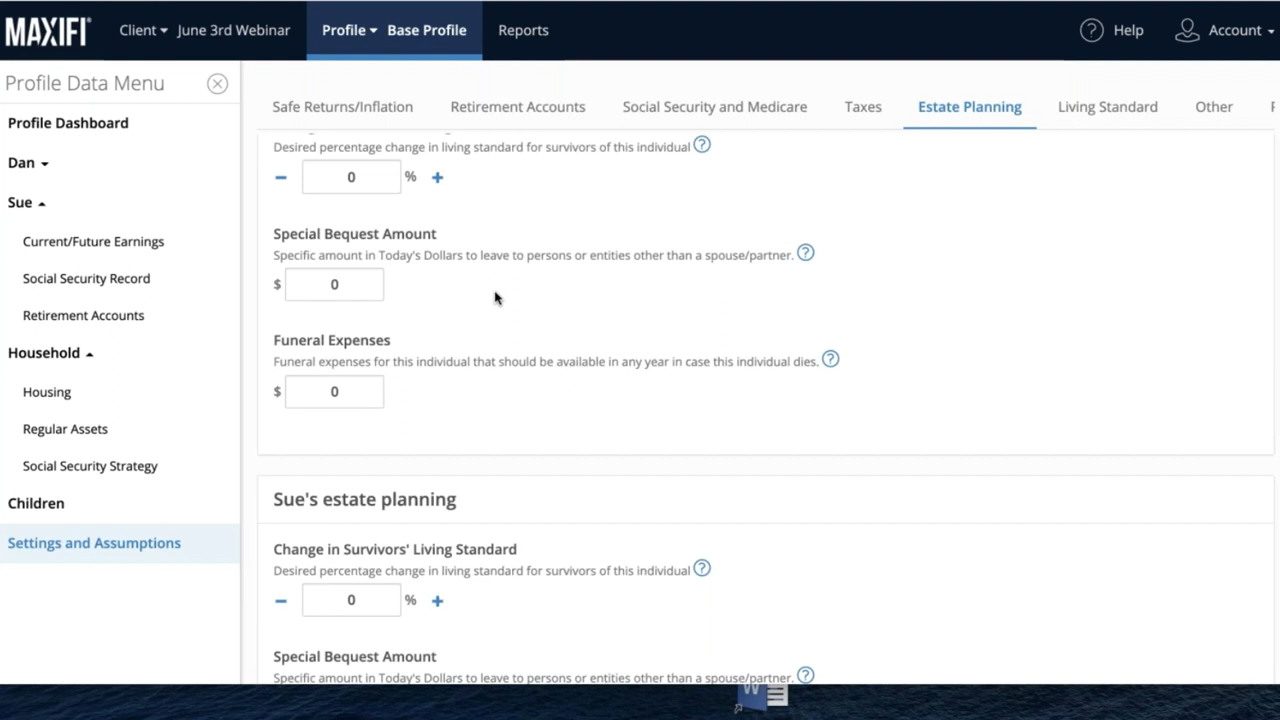 MAXIFI
Client June 3rd Webinar
Profile Base Profile
Reports
Help
Account
Profile Data Menu
Profile Dashboard
Dan
Sue
Current/Future Earnings
Social Security Record
Retirement Accounts
Household
Housing
Regular Assets
Social Security Strategy
Children
Settings and Assumptions
Safe Returns/Inflation
Retirement Accounts
Social Security and Medicare
Taxes
Estate Planning
Living Standard
Other
Desired percentage change in living standard for survivors of this individual ?
− 0 % +
Special Bequest Amount
Specific amount in Today's Dollars to leave to persons or entities other than a spouse/partner. ?
$ 0
Funeral Expenses
Funeral expenses for this individual that should be available in any year in case this individual dies. ?
$ 0
Sue's estate planning
Change in Survivors' Living Standard
Desired percentage change in living standard for survivors of this individual ?
− 0 % +
Special Bequest Amount
Specific amount in Today's Dollars to leave to persons or entities other than a spouse/partner. ?
W